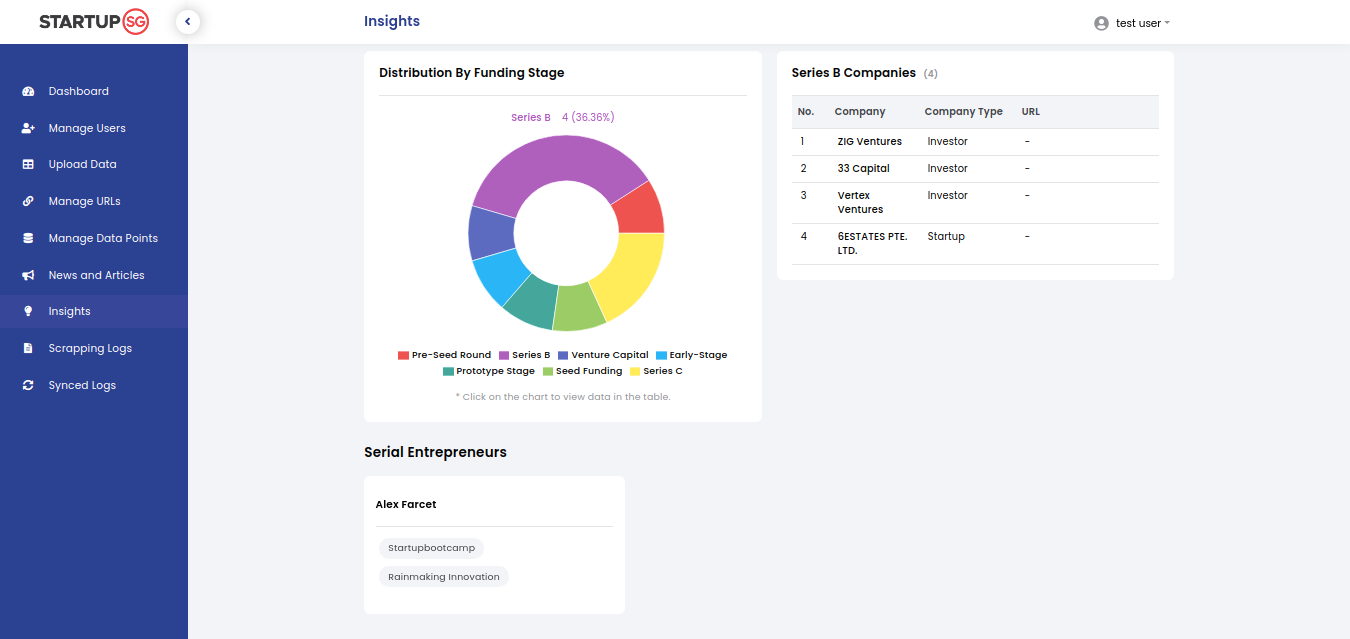 STARTUP SG
Insights
test user
Dashboard
Manage Users
Upload Data
Manage URLs
Manage Data Points
News and Articles
Insights
Scrapping Logs
Synced Logs
Distribution By Funding Stage
Series B 4 (36.36%)
Pre-Seed Round Series B Venture Capital Early-Stage
Prototype Stage Seed Funding Series C
* Click on the chart to view data in the table.
Series B Companies (4)
No. Company Company Type URL
1 ZIG Ventures Investor -
2 33 Capital Investor -
3 Vertex Investor -
Ventures
4 6ESTATES PTE. Startup -
LTD.
Serial Entrepreneurs
Alex Farcet
Startupbootcamp
Rainmaking Innovation